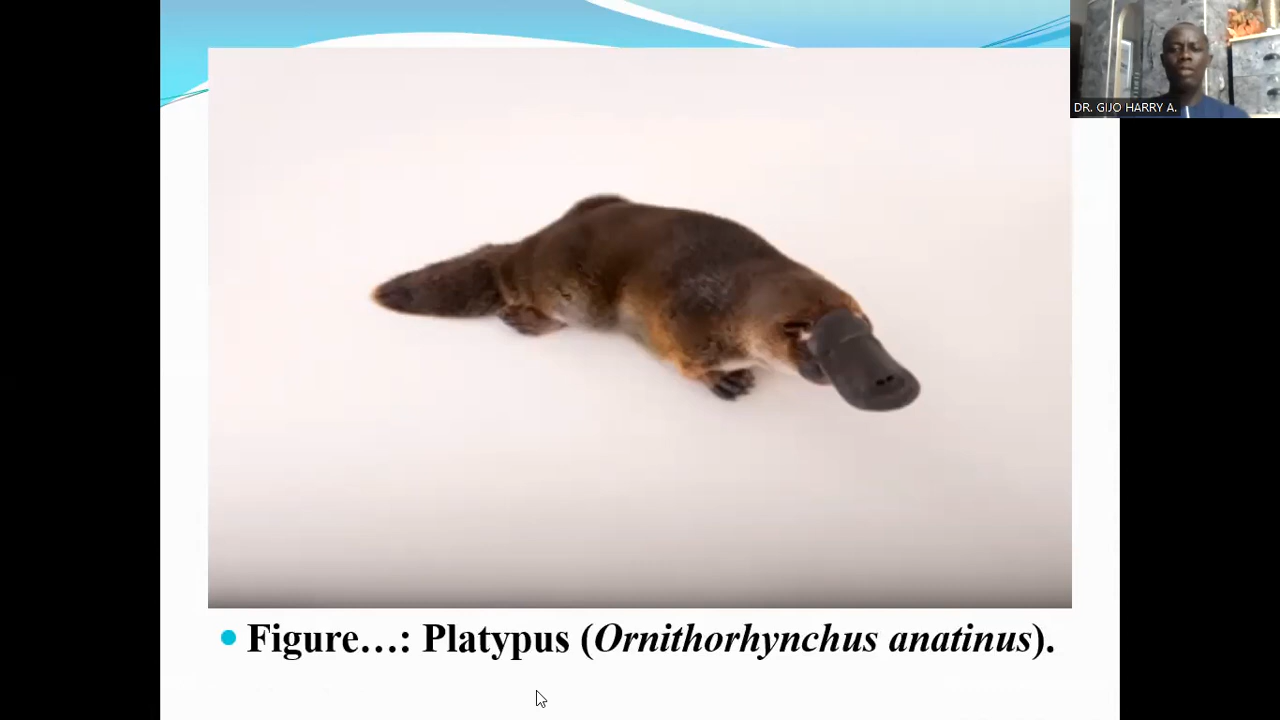 DR. GIJO HARRY A.
Figure…: Platypus (Ornithorhynchus anatinus).